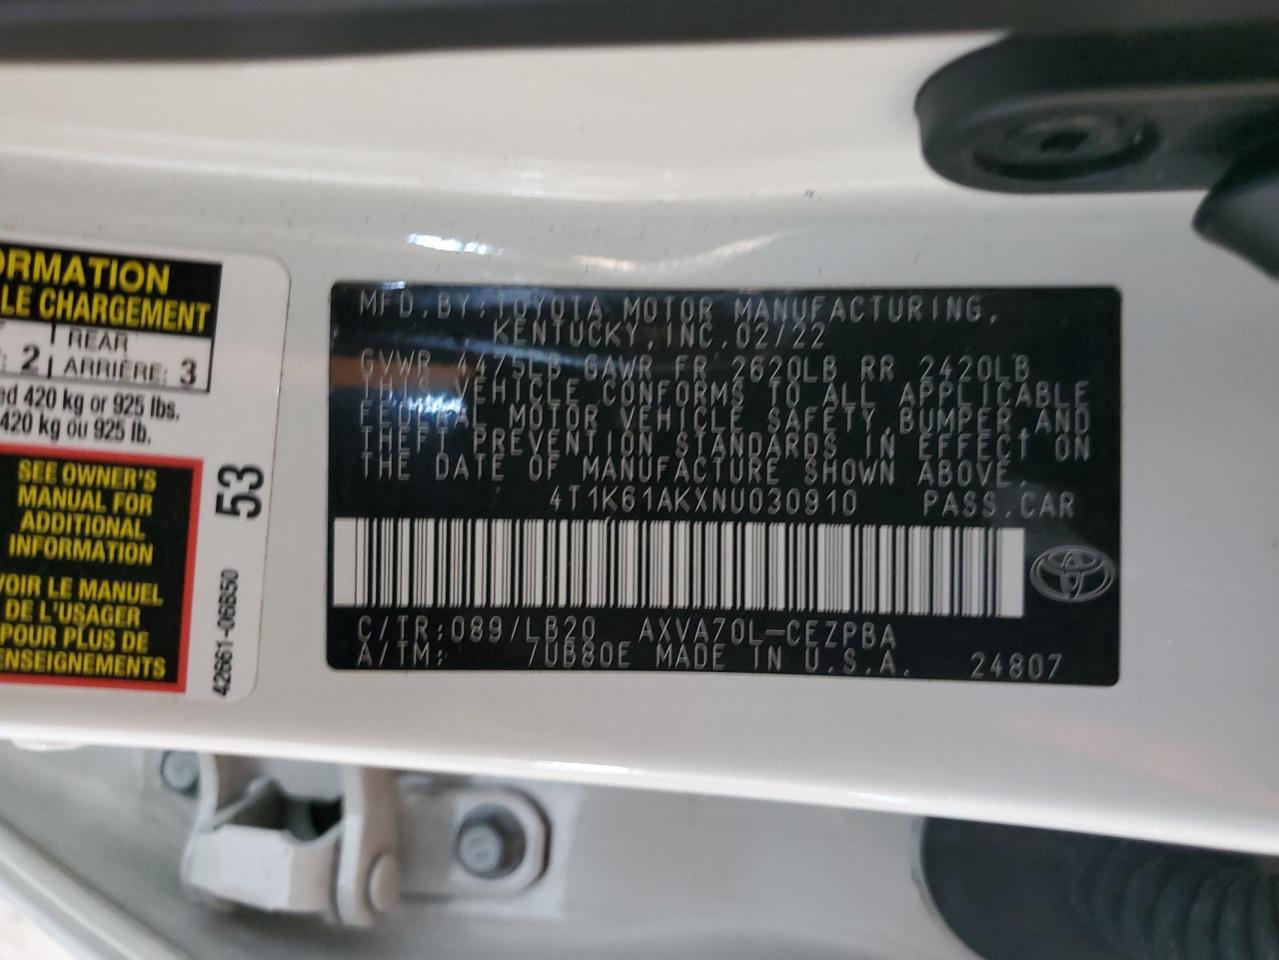 ORMATION
LE CHARGEMENT
: 2 REAR
ARRIÈRE: 3
ed 420 kg or 925 lbs.
420 kg ou 925 lb.
SEE OWNER'S
MANUAL FOR
ADDITIONAL
INFORMATION
VOIR LE MANUEL
DE L'USAGER
POUR PLUS DE
ENSEIGNEMENTS
53
42661-06B50
MFD. BY: TOYOTA MOTOR MANUFACTURING,
KENTUCKY, INC. 02/22
GVWR 4475LB GAWR FR 2620LB RR 2420LB
THIS VEHICLE CONFORMS TO ALL APPLICABLE
FEDERAL MOTOR VEHICLE SAFETY, BUMPER, AND
THEFT PREVENTION STANDARDS IN EFFECT ON
THE DATE OF MANUFACTURE SHOWN ABOVE.
4T1K61AKXNU030910 PASS. CAR
C/TR: 089/LB20 AXVA70L-CEZPBA
A/TM: 7UB80E MADE IN U.S.A. 24807